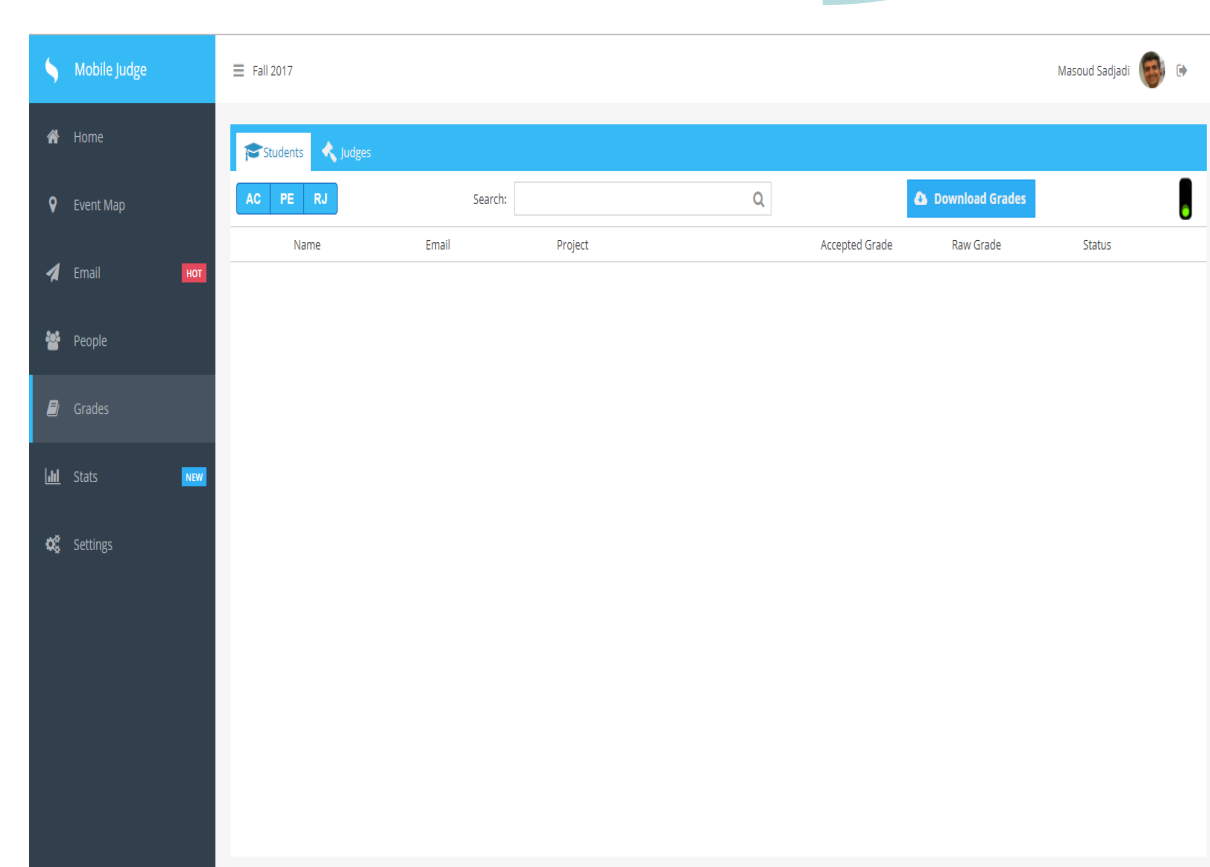 Mobile Judge
Fall 2017
Masoud Sadjadi
Home
Event Map
Email HOT
People
Grades
Stats NEW
Settings
Students Judges
AC PE RJ Search: Download Grades
Name Email Project Accepted Grade Raw Grade Status